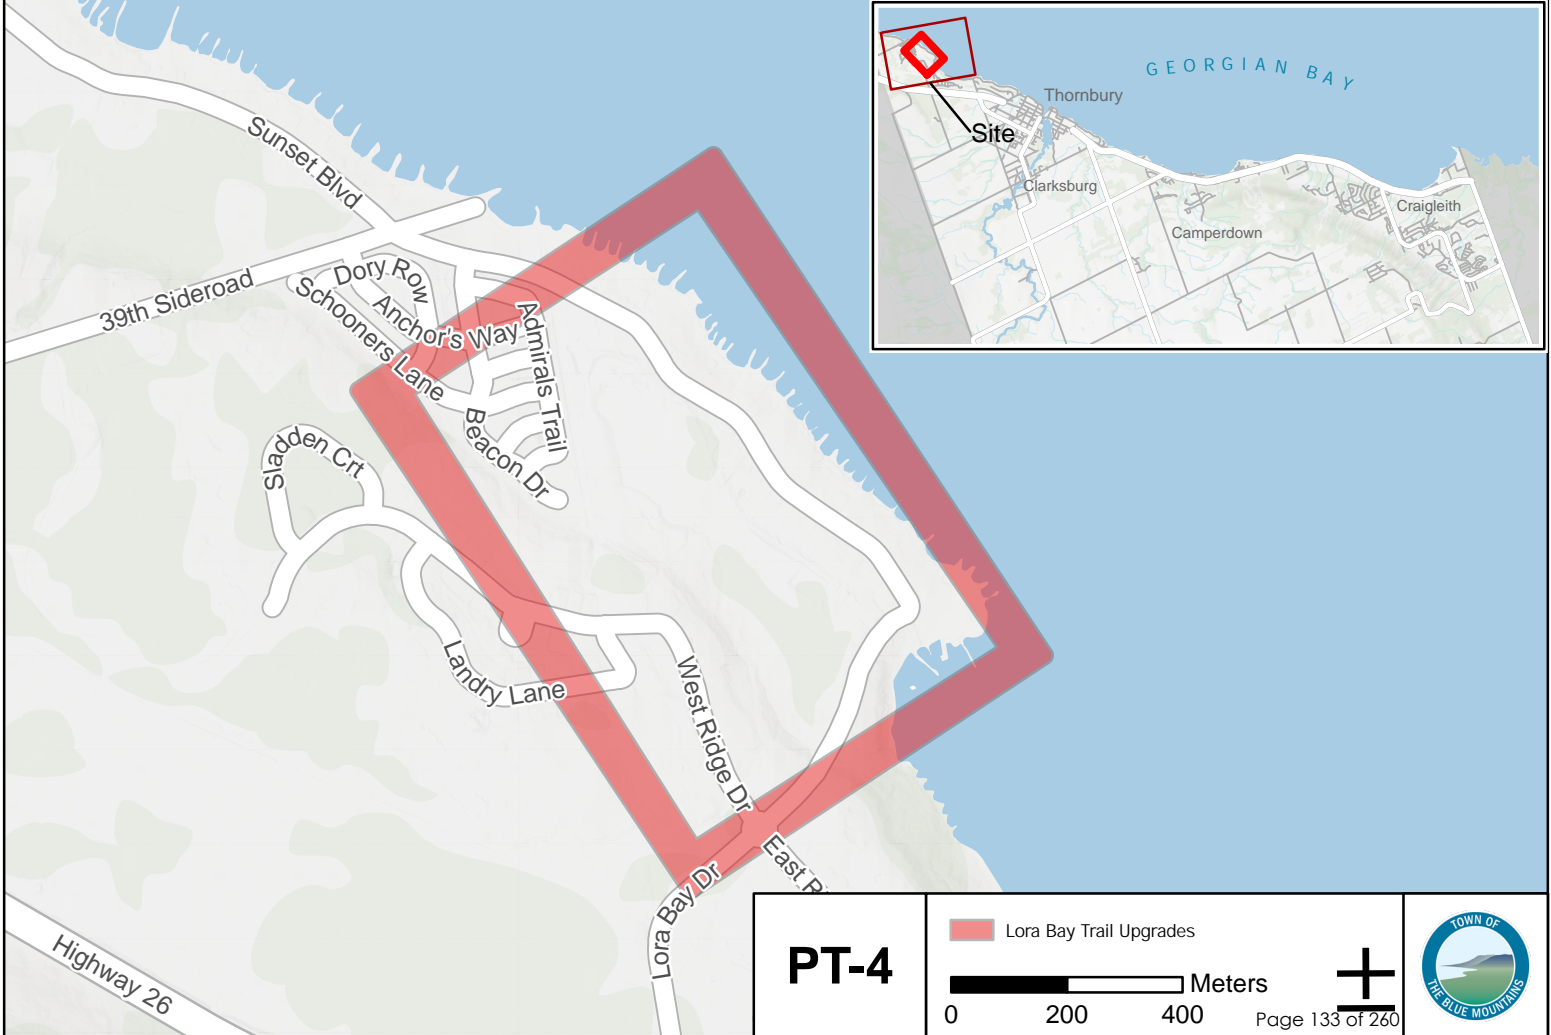 GEORGIAN BAY
Thornbury
Site
Clarksburg
Craigleith
Camperdown
Sunset Blvd
39th Sideroad
Dory Row
Schooners Lane
Anchor's Way
Admirals Trail
Beacon Dr
Sladden Crt
Landry Lane
West Ridge Dr
East R
Lora Bay Dr
Highway 26
PT-4
Lora Bay Trail Upgrades
Meters
0 200 400
Page 133 of 260
TOWN OF
THE BLUE MOUNTAINS